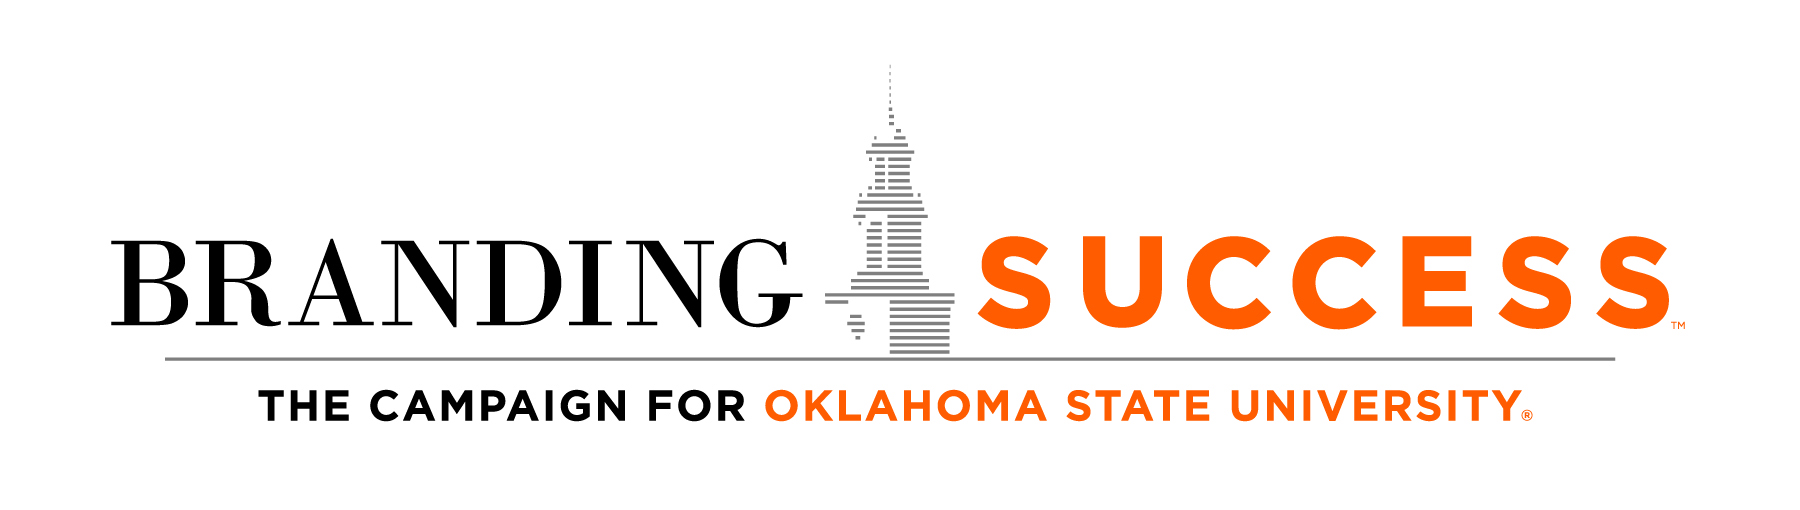 BRANDING SUCCESS™
THE CAMPAIGN FOR OKLAHOMA STATE UNIVERSITY®